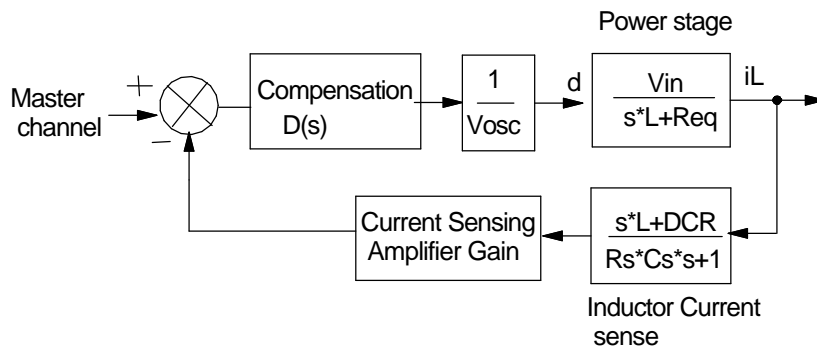 Power stage
Master
channel
+
−
Compensation
D(s)
1
Vosc
d
Vin
s*L+Req
iL
Current Sensing
Amplifier Gain
s*L+DCR
Rs*Cs*s+1
Inductor Current
sense